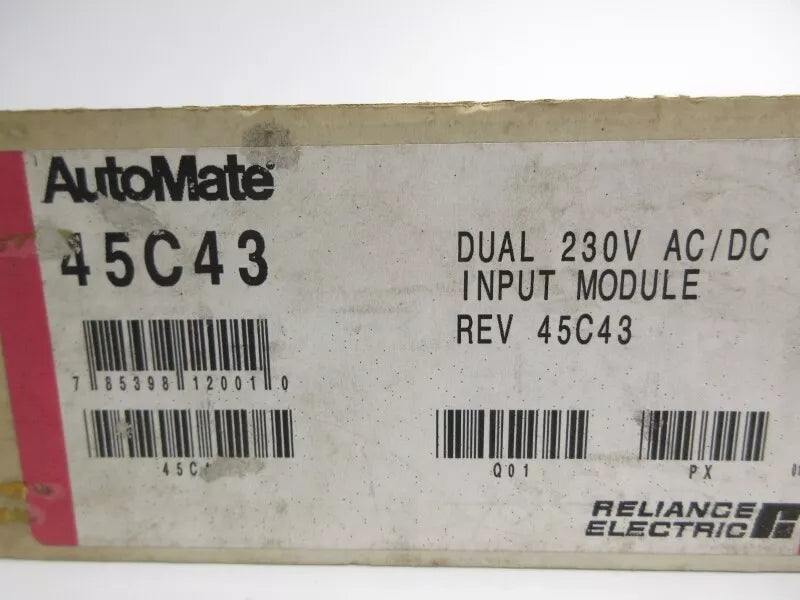 AutoMate
45C43
DUAL 230V AC/DC
INPUT MODULE
REV 45C43
7 85398 12001 0
Q01
PX
RELIANCE
ELECTRIC